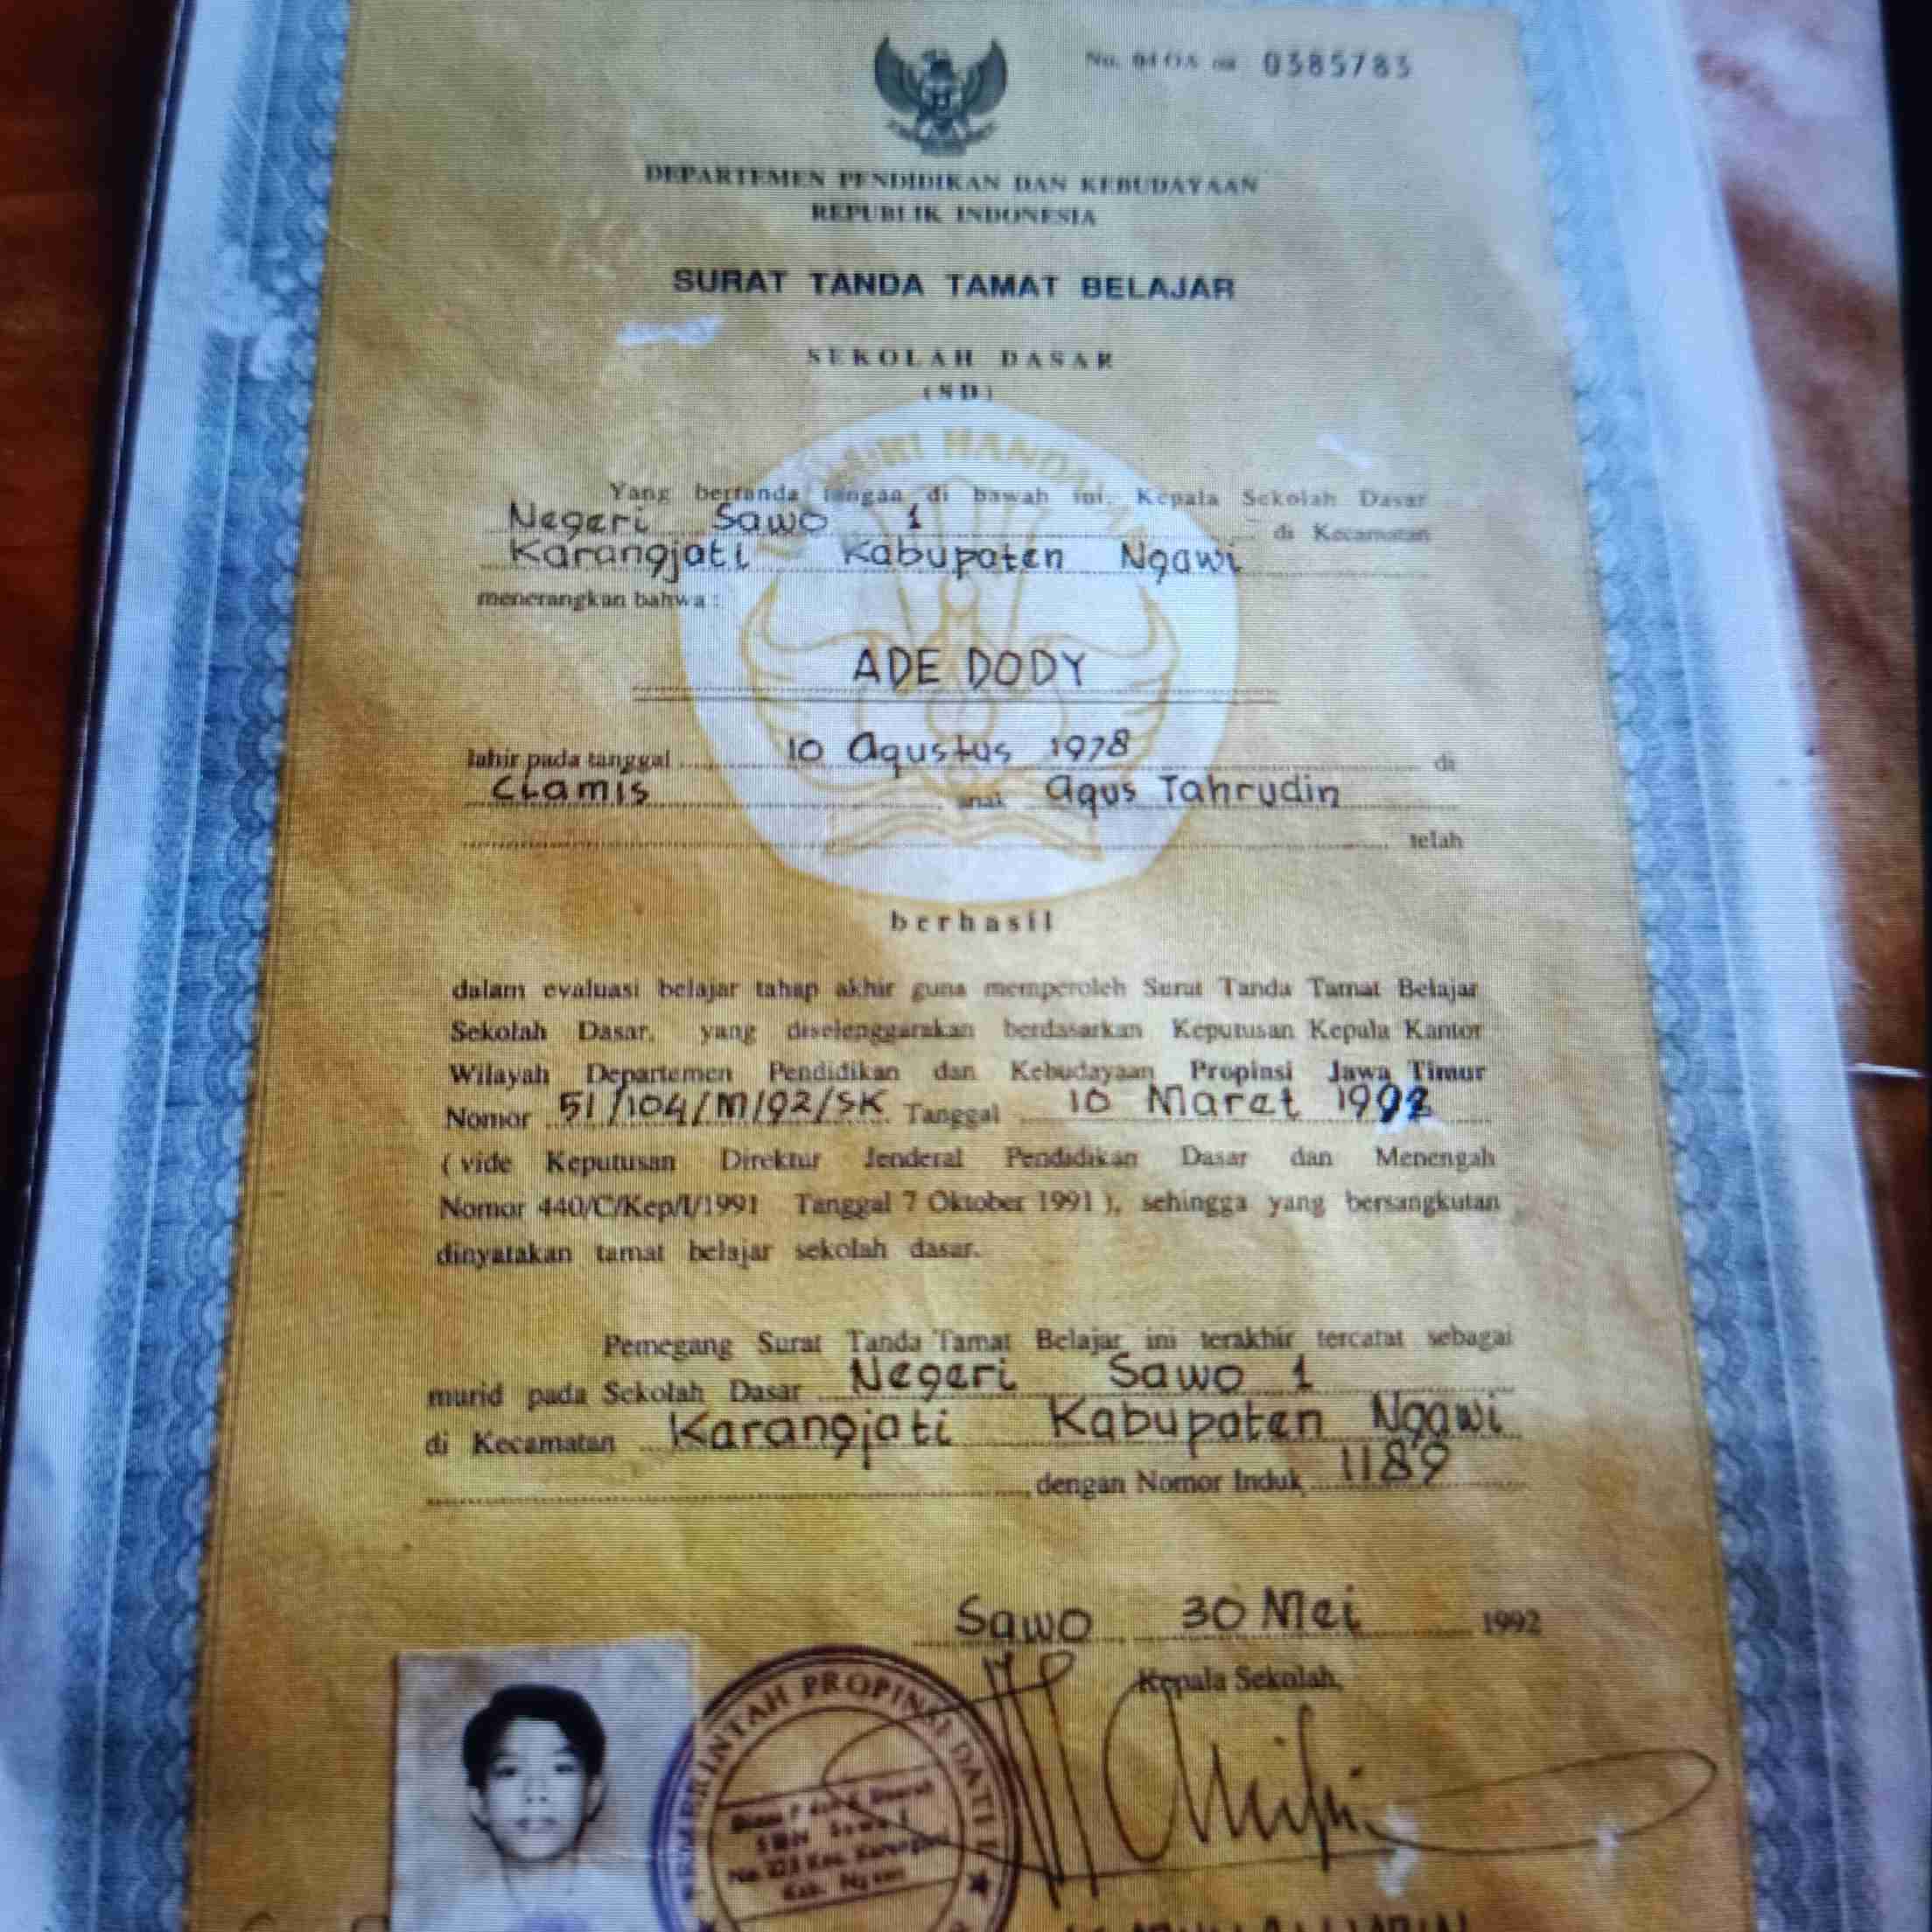 No. 04 OA oa 0385783
DEPARTEMEN PENDIDIKAN DAN KEBUDAYAAN
REPUBLIK INDONESIA
SURAT TANDA TAMAT BELAJAR
SEKOLAH DASAR
(SD)
Yang bertanda tangan di bawah ini, Kepala Sekolah Dasar
Negeri Sawo 1 di Kecamatan
Karangjati Kabupaten Ngawi
menerangkan bahwa :
ADE DODY
lahir pada tanggal 10 Agustus 1978 di
CLamis anak Agus Tahrudin
telah
berhasil
dalam evaluasi belajar tahap akhir guna memperoleh Surat Tanda Tamat Belajar
Sekolah Dasar, yang diselenggarakan berdasarkan Keputusan Kepala Kantor
Wilayah Departemen Pendidikan dan Kebudayaan Propinsi Jawa Timur
Nomor 51/104/M/92/SK Tanggal 10 Maret 1992
( vide Keputusan Direktur Jenderal Pendidikan Dasar dan Menengah
Nomor 440/C/Kep/I/1991 Tanggal 7 Oktober 1991 ), sehingga yang bersangkutan
dinyatakan tamat belajar sekolah dasar.
Pemegang Surat Tanda Tamat Belajar ini terakhir tercatat sebagai
murid pada Sekolah Dasar Negeri Sawo 1
di Kecamatan Karangjati Kabupaten Ngawi
dengan Nomor Induk 1189
Sawo 30 Mei 1992
Kepala Sekolah,
PEMERINTAH PROPINSI DATI
SDN Sawo 1
Kab. Ngawi